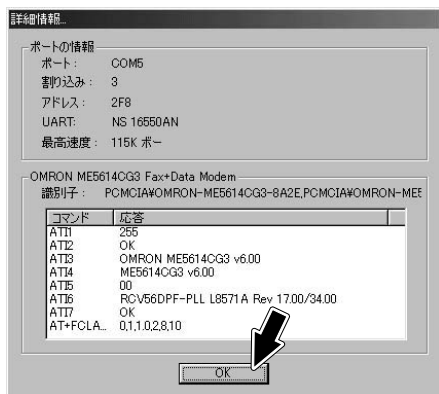 詳細情報...
ポートの情報
ポート： COM5
割り込み： 3
アドレス： 2F8
UART: NS 16550AN
最高速度： 115K ボー
OMRON ME5614CG3 Fax+Data Modem
識別子： PCMCIA¥OMRON-ME5614CG3-8A2E,PCMCIA¥OMRON-ME5
コマンド 応答
ATI1 255
ATI2 OK
ATI3 OMRON ME5614CG3 v6.00
ATI4 ME5614CG3 v6.00
ATI5 00
ATI6 RCV56DPF-PLL L8571A Rev 17.00/34.00
ATI7 OK
AT+FCLA... 0,1,1.0,2,8,10
OK